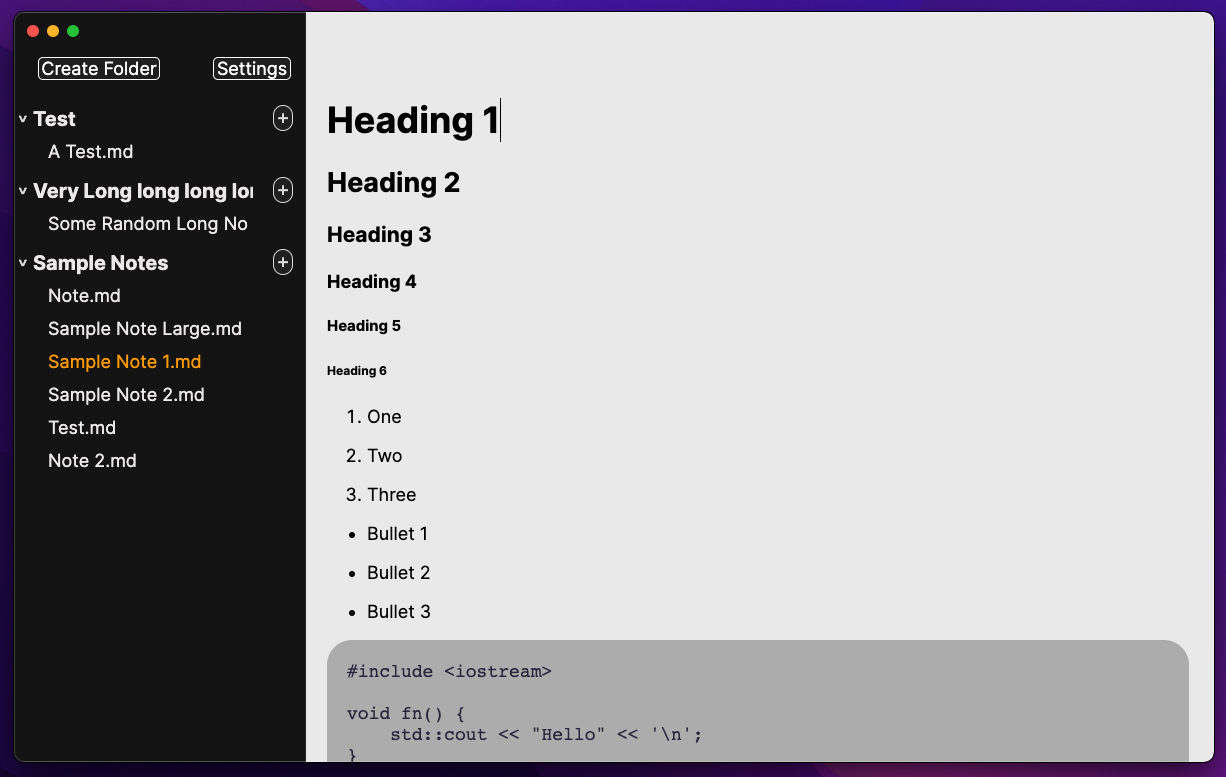 Create Folder Settings
Test
A Test.md
Very Long long long lo
Some Random Long No
Sample Notes
Note.md
Sample Note Large.md
Sample Note 1.md
Sample Note 2.md
Test.md
Note 2.md
Heading 1
Heading 2
Heading 3
Heading 4
Heading 5
Heading 6
1. One
2. Two
3. Three
• Bullet 1
• Bullet 2
• Bullet 3
#include <iostream>
void fn() {
    std::cout << "Hello" << '\n';
}